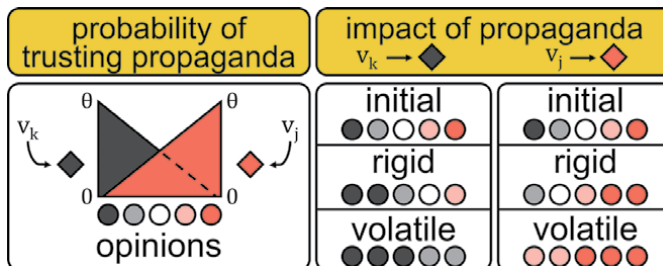 probability of
trusting propaganda
impact of propaganda
v_k
v_j
θ
θ
v_k
v_j
0
0
opinions
initial
rigid
volatile
initial
rigid
volatile